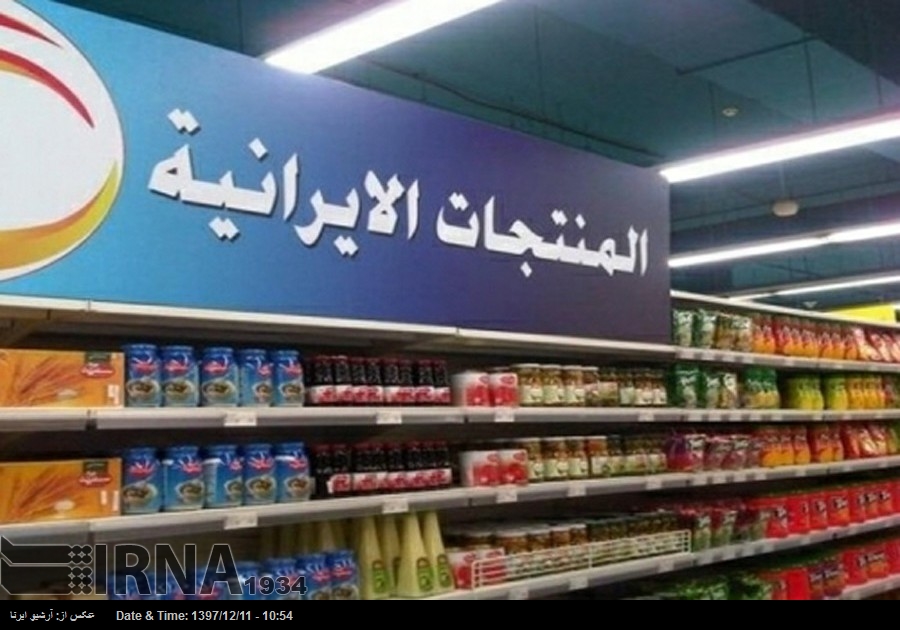 المنتجات الايرانية
IRNA
1934
عکس از: آرشیو ایرنا Date & Time: 1397/12/11 - 10:54